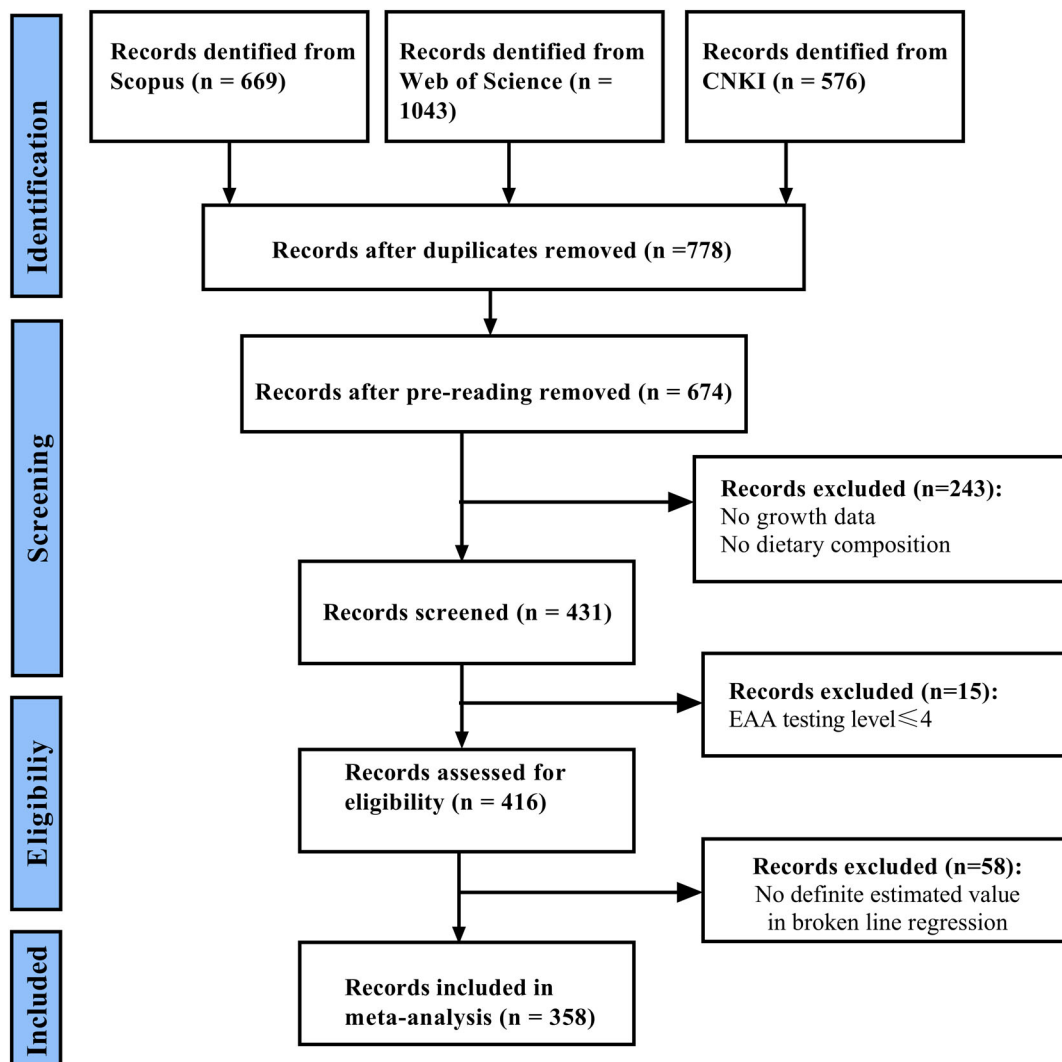 Identification
Records dentified from
Scopus (n = 669)
Records dentified from
Web of Science (n =
1043)
Records dentified from
CNKI (n = 576)
Records after dupilicates removed (n =778)
Screening
Records after pre-reading removed (n = 674)
Records excluded (n=243):
No growth data
No dietary composition
Records screened (n = 431)
Records excluded (n=15):
EAA testing level≤4
Eligibiliy
Records assessed for
eligibility (n = 416)
Records excluded (n=58):
No definite estimated value
in broken line regression
Included
Records included in
meta-analysis (n = 358)